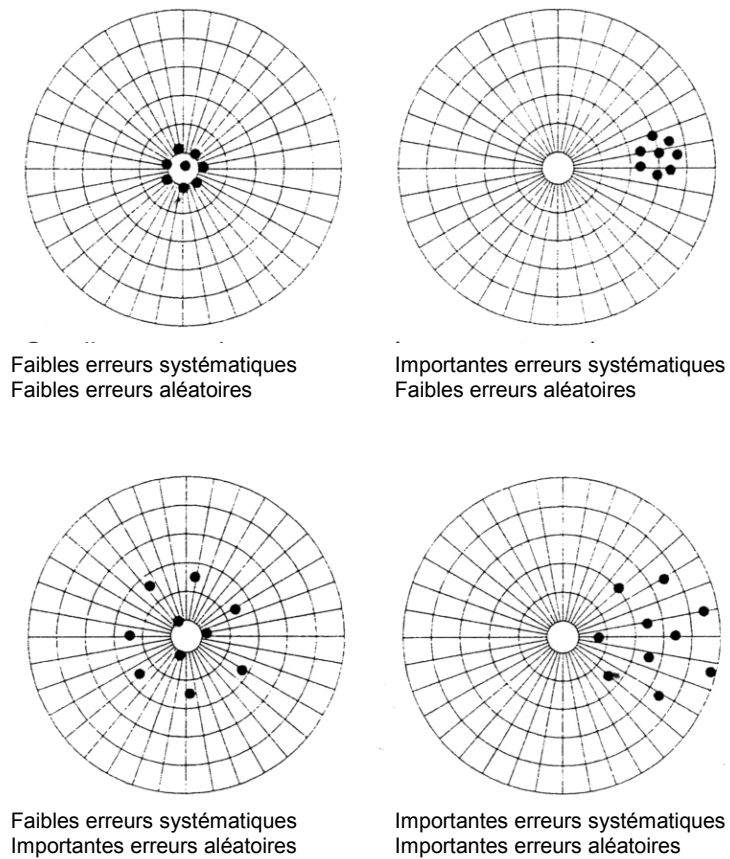 Faibles erreurs systématiques
Faibles erreurs aléatoires
Importantes erreurs systématiques
Faibles erreurs aléatoires
Faibles erreurs systématiques
Importantes erreurs aléatoires
Importantes erreurs systématiques
Importantes erreurs aléatoires